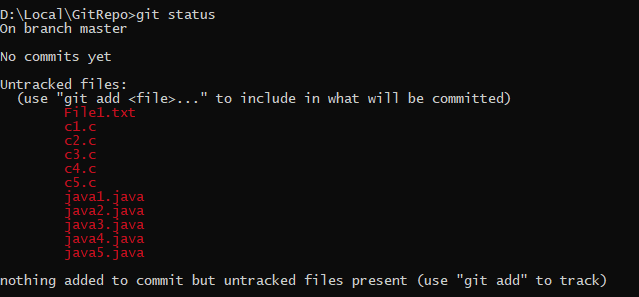 D:\Local\GitRepo>git status
On branch master
No commits yet
Untracked files:
(use "git add <file>..." to include in what will be committed)
File1.txt
c1.c
c2.c
c3.c
c4.c
c5.c
java1.java
java2.java
java3.java
java4.java
java5.java
nothing added to commit but untracked files present (use "git add" to track)